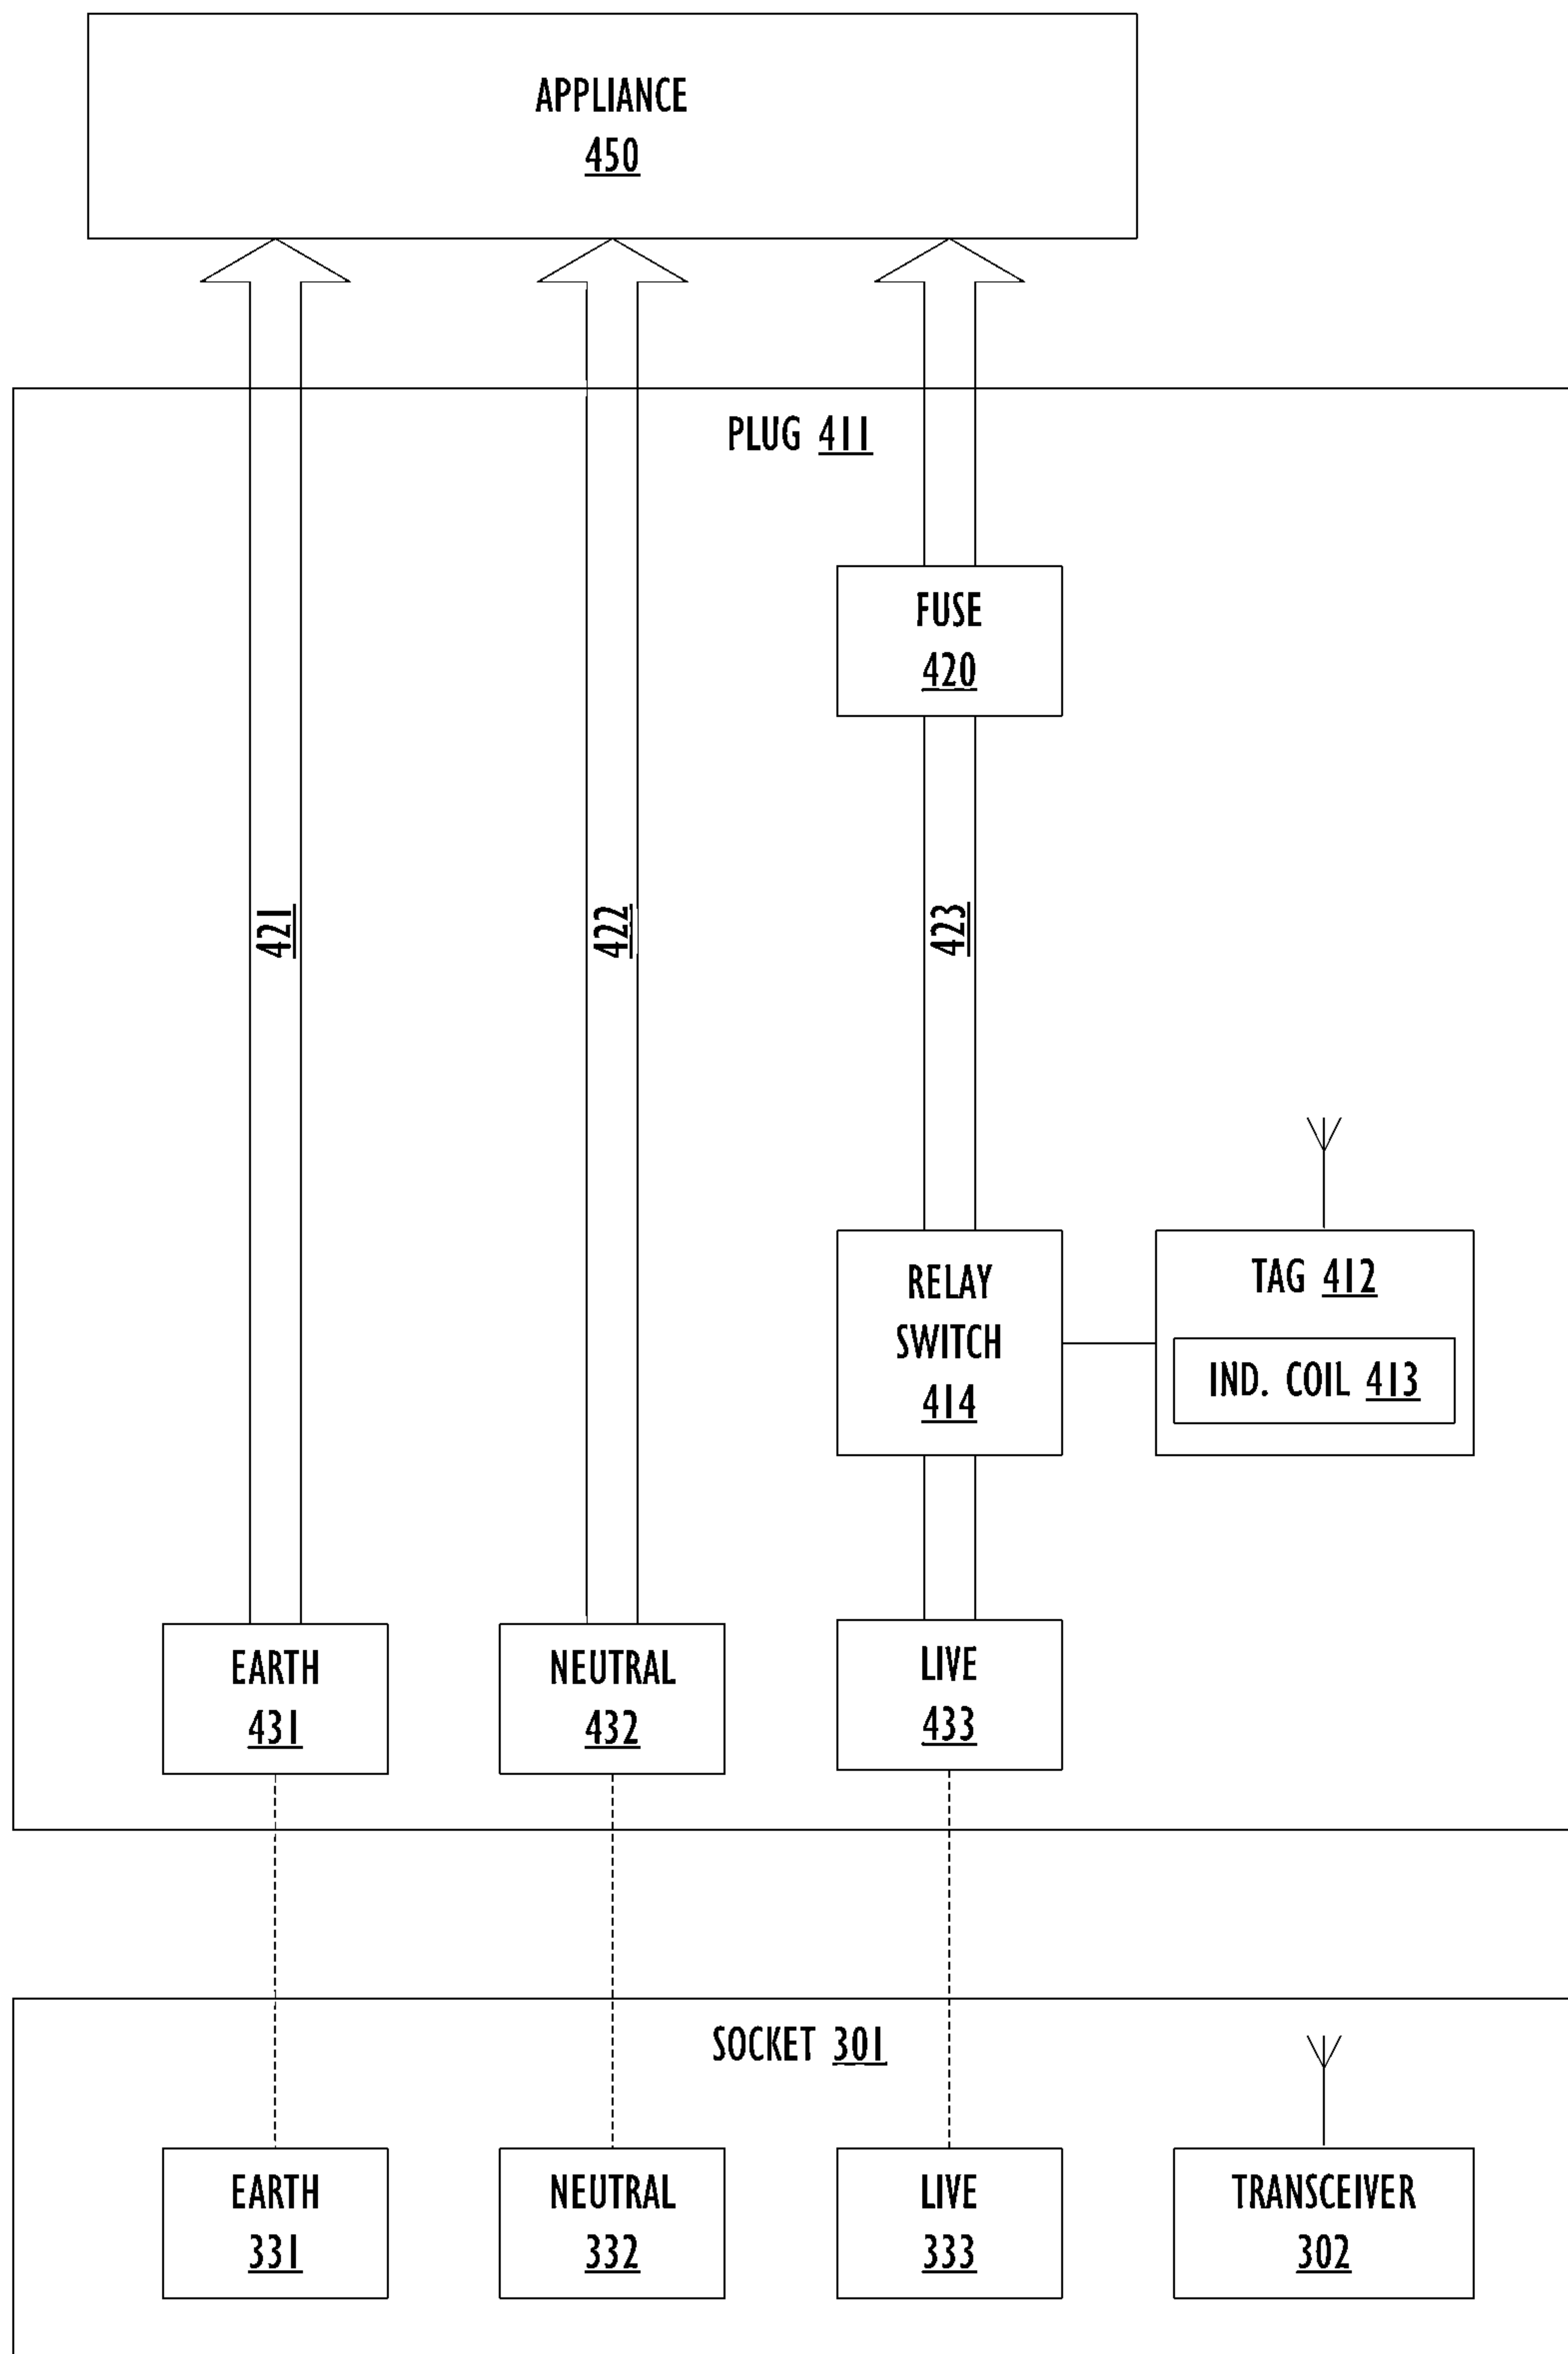 APPLIANCE
450
PLUG 411
FUSE
420
421
422
423
RELAY
SWITCH
414
TAG 412
IND. COIL 413
EARTH
431
NEUTRAL
432
LIVE
433
SOCKET 301
EARTH
331
NEUTRAL
332
LIVE
333
TRANSCEIVER
302